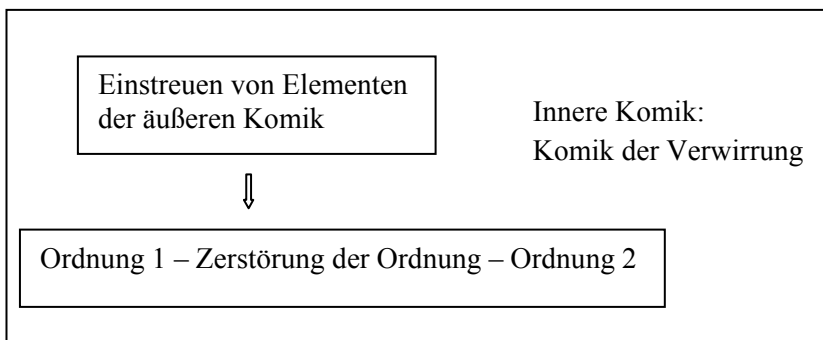 Einstreuen von Elementen
der äußeren Komik
Innere Komik:
Komik der Verwirrung
Ordnung 1 – Zerstörung der Ordnung – Ordnung 2